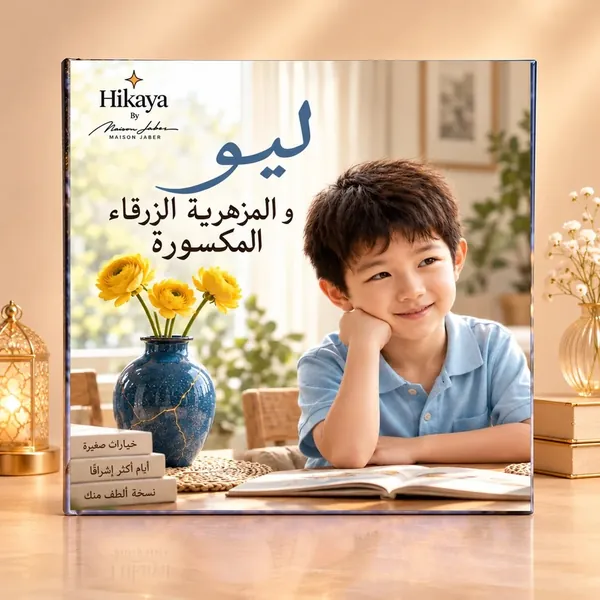 Hikaya
By
Maison Jaber
MAISON JABER
ليو
و المزهرية الزرقاء
المكسورة
خيارات صغيرة
أيام أكثر إشراقًا
نسخة ألطف منك